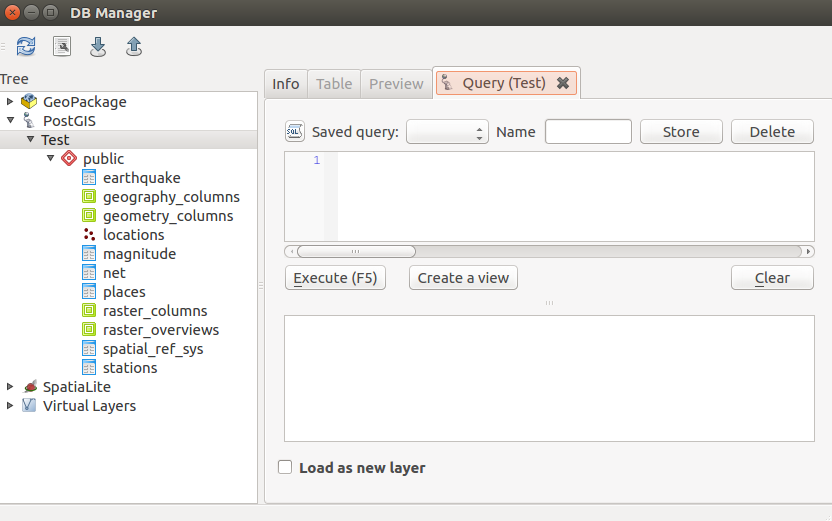 DB Manager
Tree
GeoPackage
PostGIS
Test
public
earthquake
geography_columns
geometry_columns
locations
magnitude
net
places
raster_columns
raster_overviews
spatial_ref_sys
stations
SpatiaLite
Virtual Layers
Info Table Preview Query (Test)
SQL Saved query: Name Store Delete
1
Execute (F5) Create a view Clear
Load as new layer